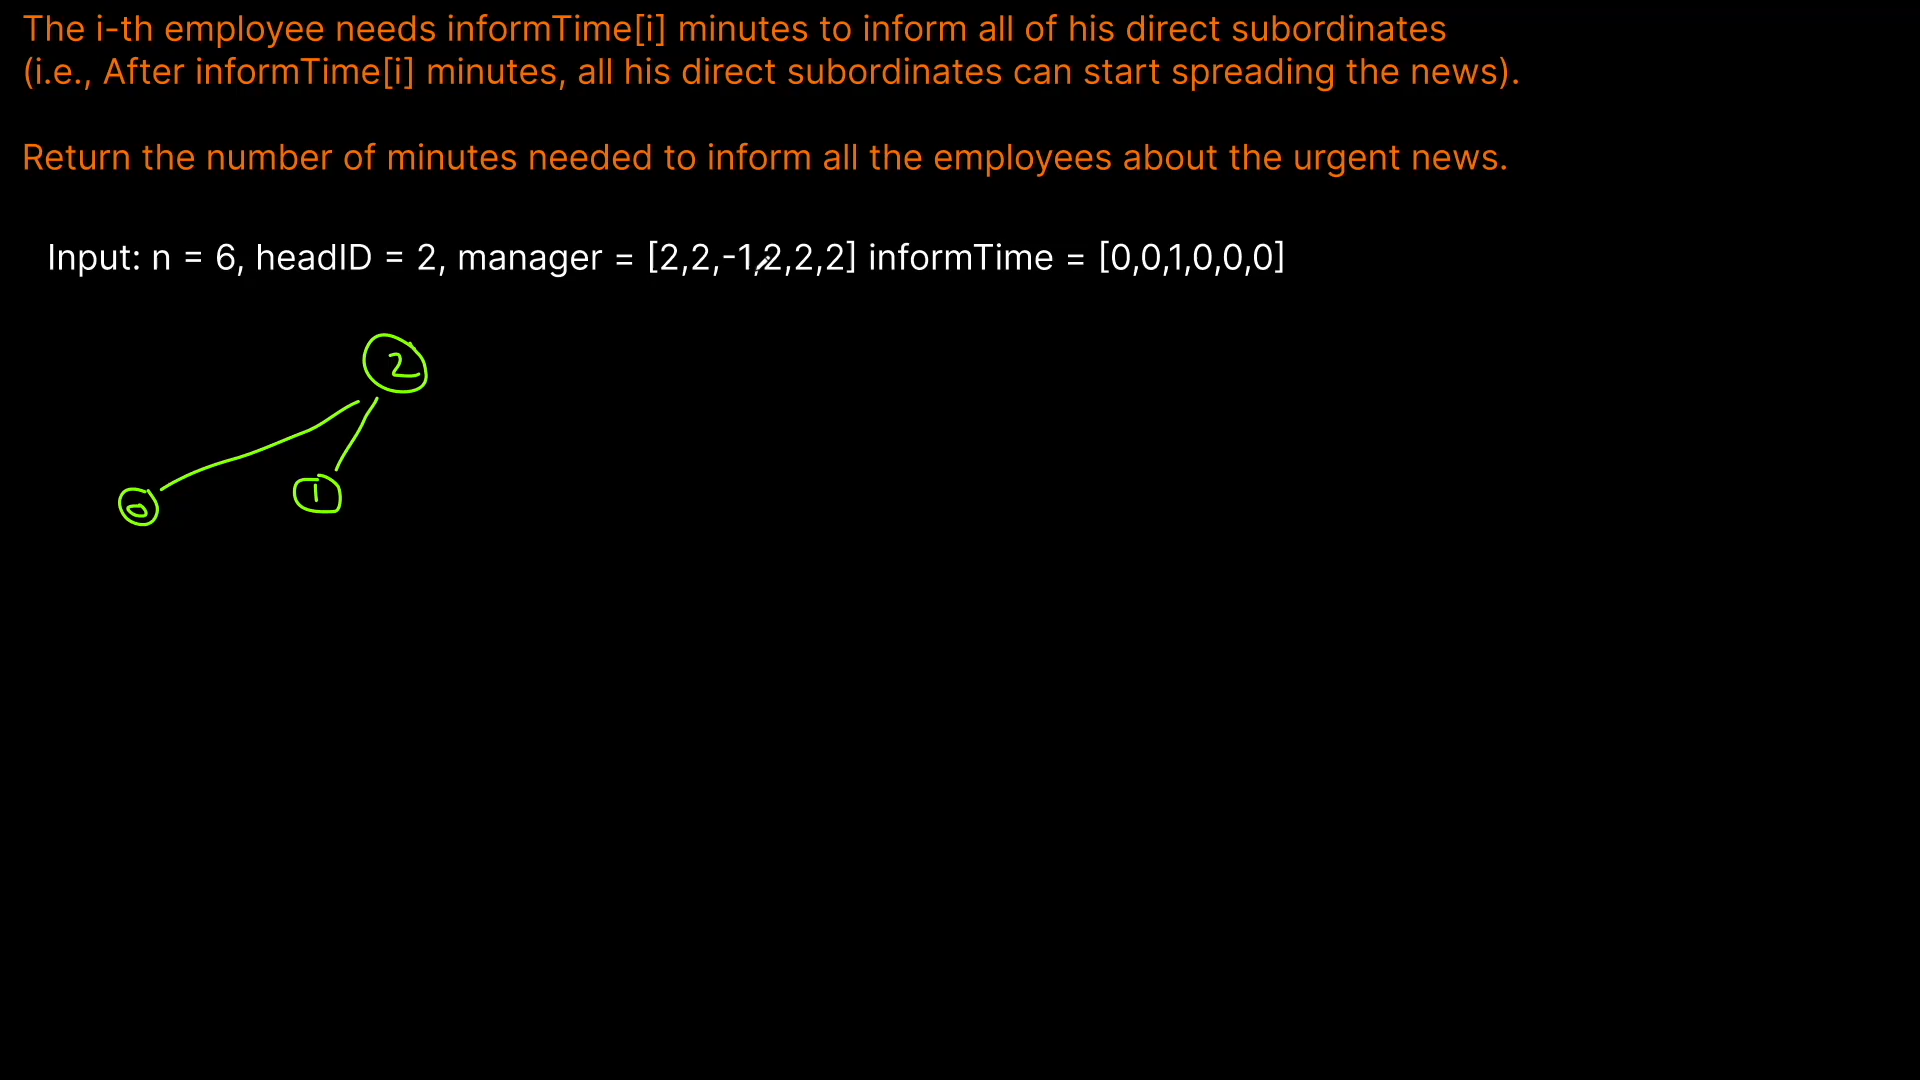 The i-th employee needs informTime[i] minutes to inform all of his direct subordinates
(i.e., After informTime[i] minutes, all his direct subordinates can start spreading the news).
Return the number of minutes needed to inform all the employees about the urgent news.
Input: n = 6, headID = 2, manager = [2,2,-1,2,2,2] informTime = [0,0,1,0,0,0]
2
0 1